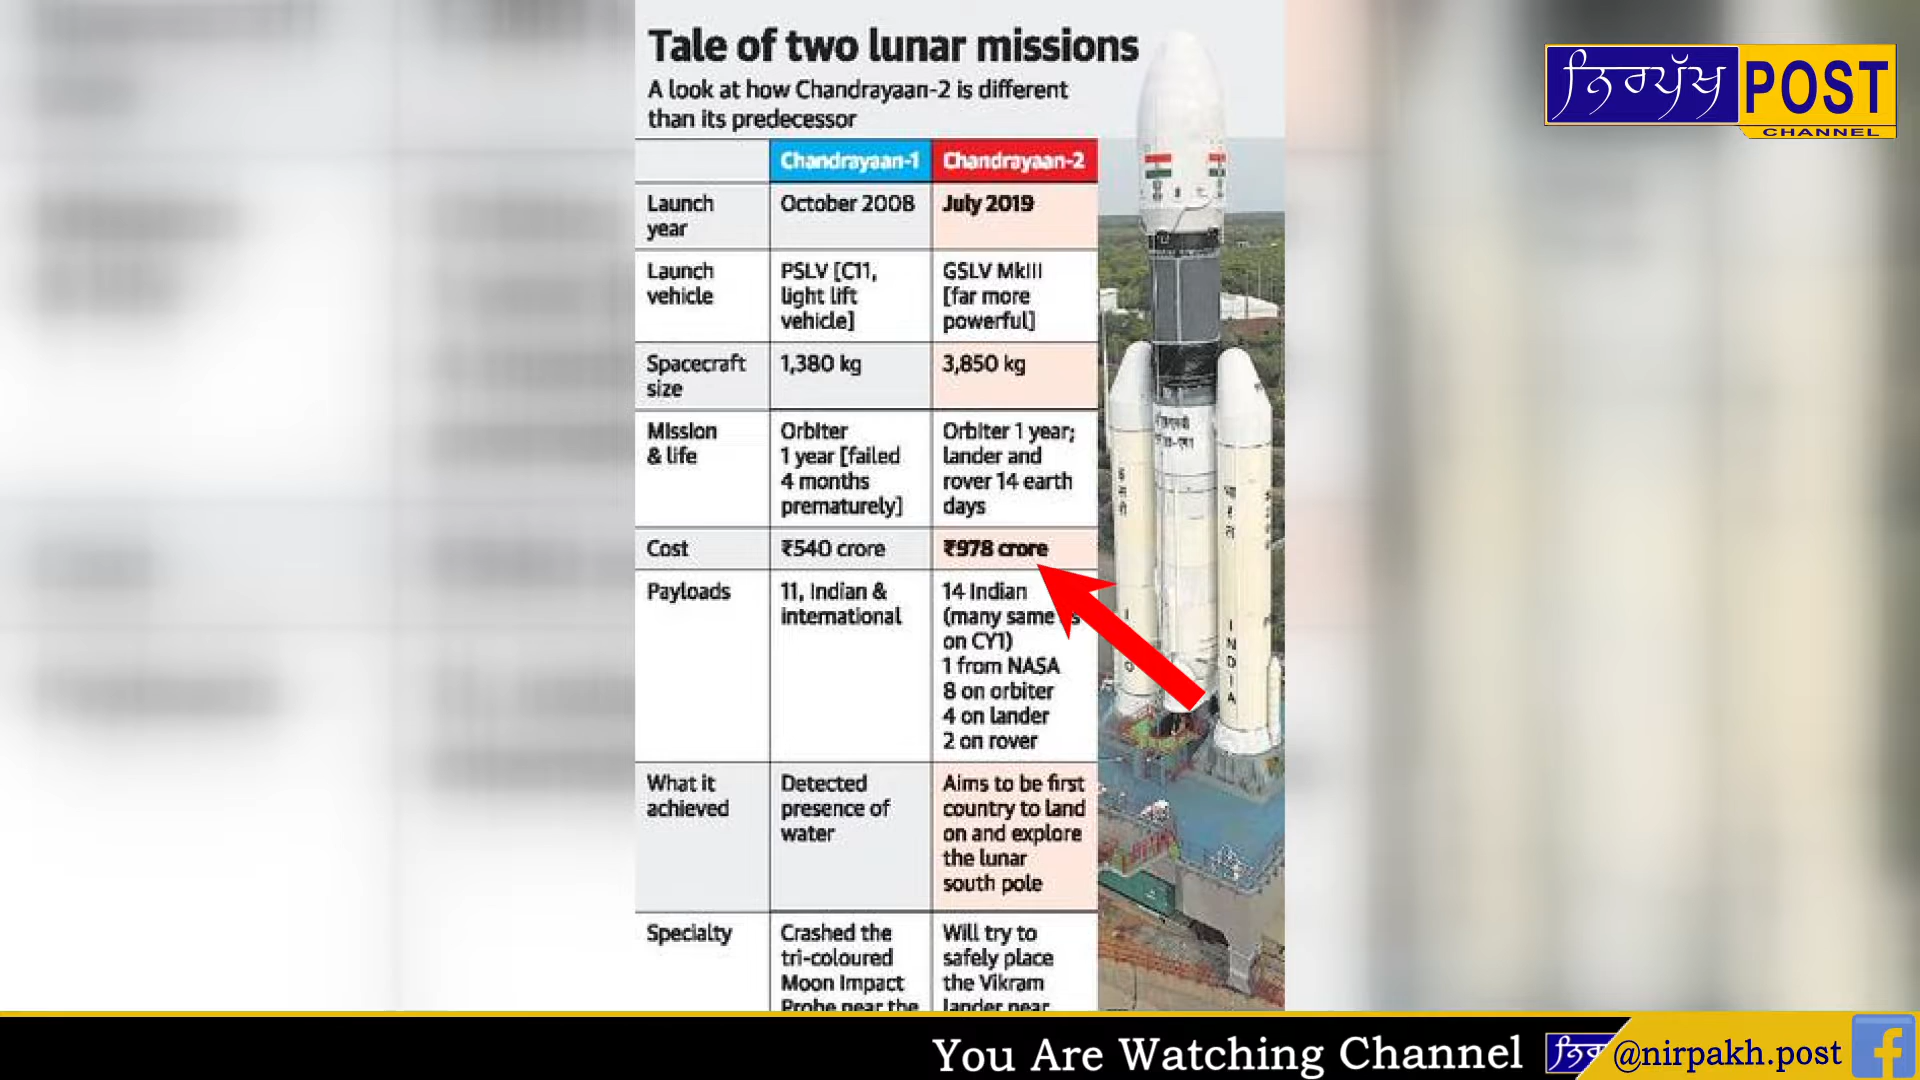 Tale of two lunar missions
A look at how Chandrayaan-2 is different
than its predecessor
Chandrayaan-1 Chandrayaan-2
Launch year October 2008 July 2019
Launch vehicle PSLV [C11, light lift vehicle] GSLV MkIII [far more powerful]
Spacecraft size 1,380 kg 3,850 kg
Mission & life Orbiter 1 year [failed 4 months prematurely] Orbiter 1 year; lander and rover 14 earth days
Cost ₹540 crore ₹978 crore
Payloads 11, Indian & international 14 Indian (many same as on CY1) 1 from NASA 8 on orbiter 4 on lander 2 on rover
What it achieved Detected presence of water Aims to be first country to land on and explore the lunar south pole
Specialty Crashed the tri-coloured Moon Impact Probe near the Will try to safely place the Vikram lander near
INDIA
ਨਿਰਪੱਖ POST
CHANNEL
You Are Watching Channel @nirpakh.post